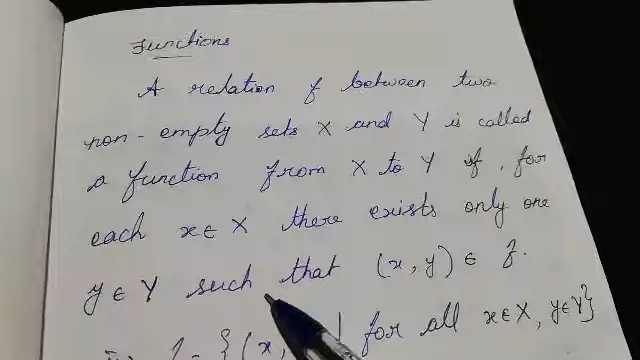 Functions
A relation f between two
non-empty sets X and Y is called
a function from X to Y if, for
each x ∈ X there exists only one
y ∈ Y such that (x, y) ∈ f.
f = {(x, | for all x ∈ X, y ∈ Y}